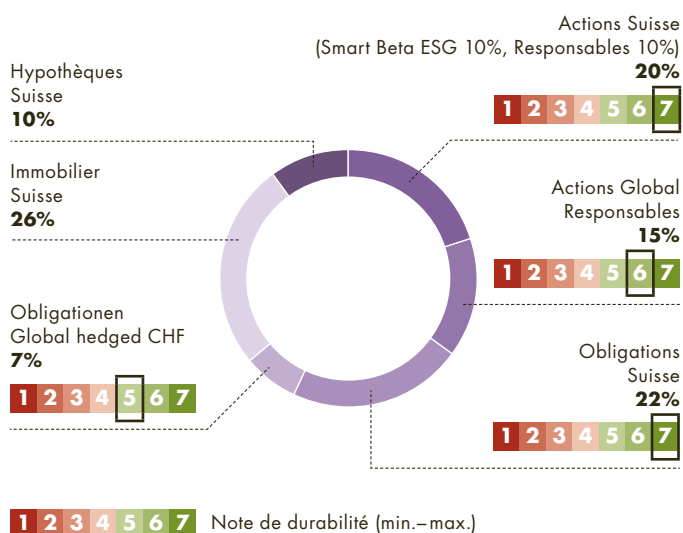 Actions Suisse
(Smart Beta ESG 10%, Responsables 10%)
20%
1 2 3 4 5 6 7
Hypothèques
Suisse
10%
Immobilier
Suisse
26%
Actions Global
Responsables
15%
1 2 3 4 5 6 7
Obligationen
Global hedged CHF
7%
1 2 3 4 5 6 7
Obligations
Suisse
22%
1 2 3 4 5 6 7
1 2 3 4 5 6 7 Note de durabilité (min.–max.)